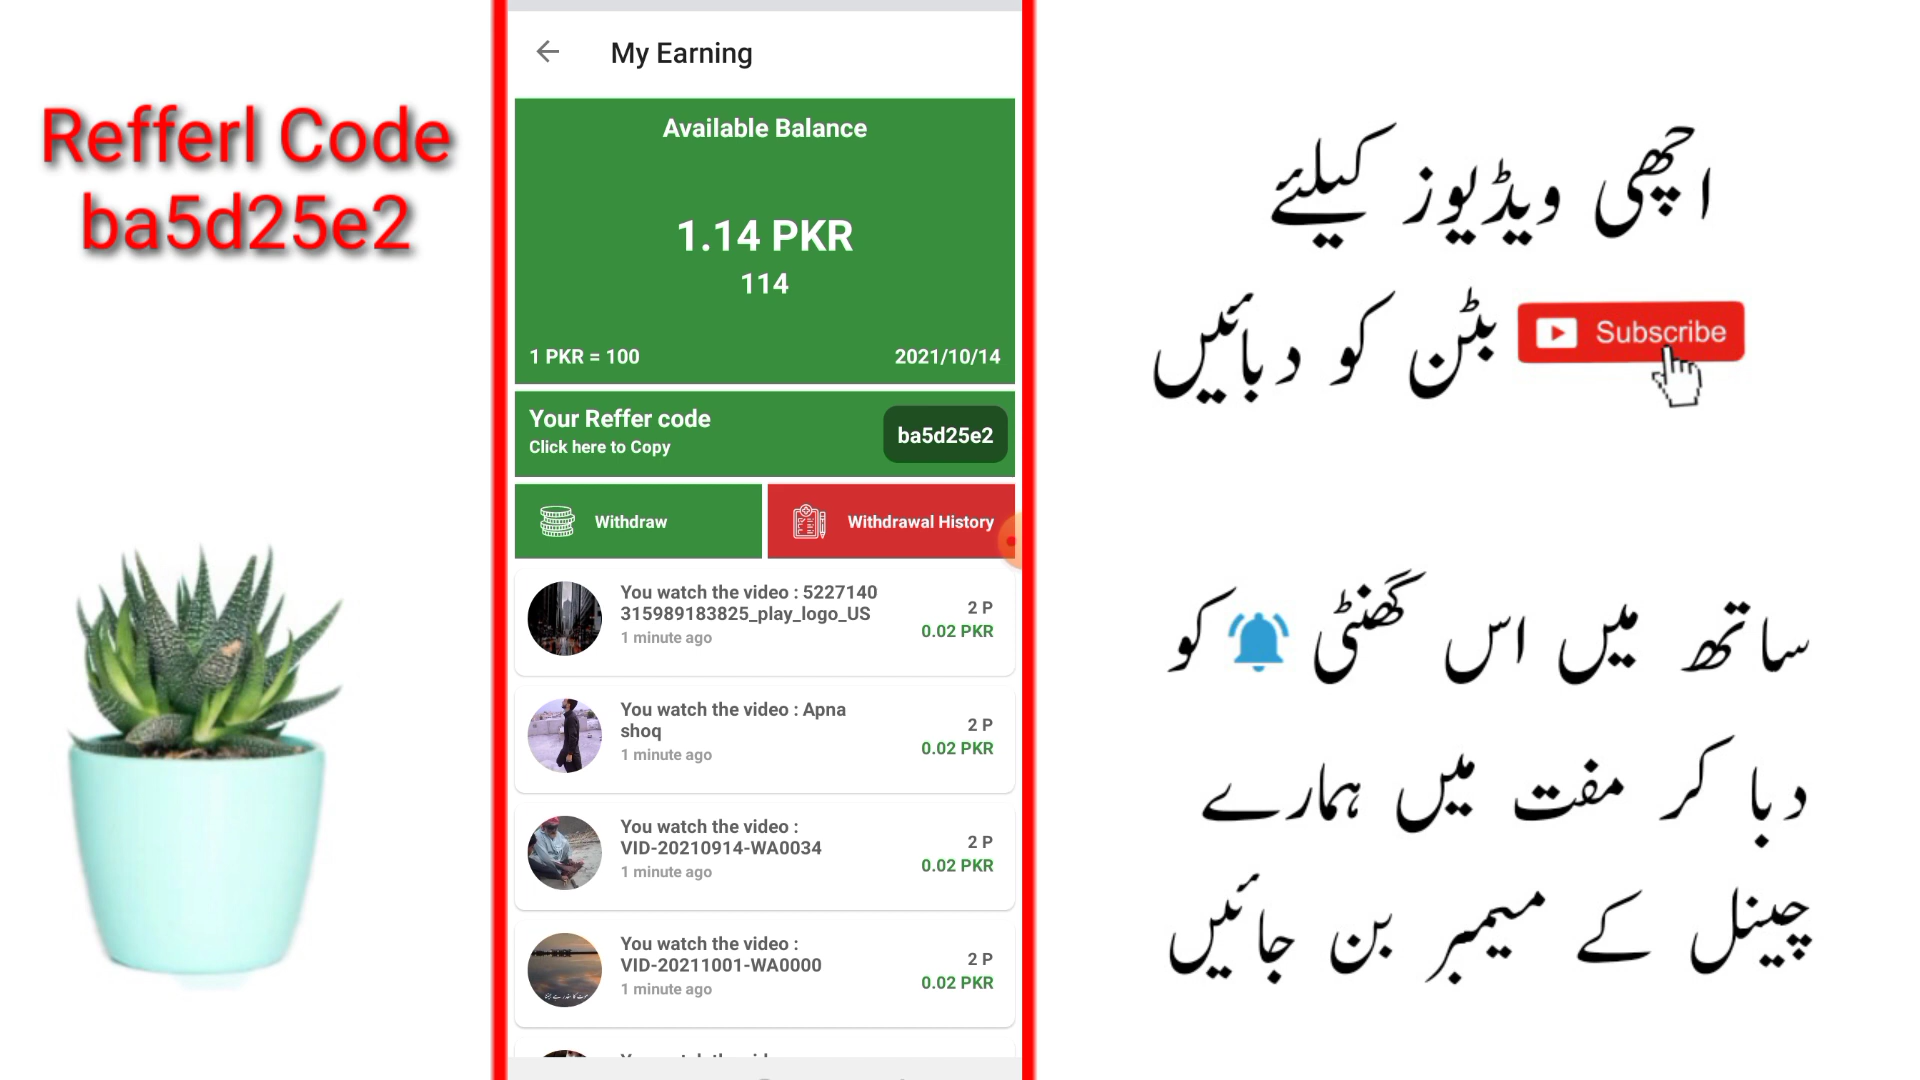 Refferl Code
ba5d25e2
My Earning
Available Balance
1.14 PKR
114
1 PKR = 100
2021/10/14
Your Reffer code
Click here to Copy
ba5d25e2
Withdraw
Withdrawal History
You watch the video : 5227140
315989183825_play_logo_US
1 minute ago
2 P
0.02 PKR
You watch the video : Apna
shoq
1 minute ago
2 P
0.02 PKR
You watch the video :
VID-20210914-WA0034
1 minute ago
2 P
0.02 PKR
You watch the video :
VID-20211001-WA0000
1 minute ago
2 P
0.02 PKR
اچھی ویڈیوز کیلئے
Subscribe بٹن کو دبائیں
ساتھ میں اس گھنٹی کو
دبا کر مفت میں ہمارے
چینل کے میمبر بن جائیں